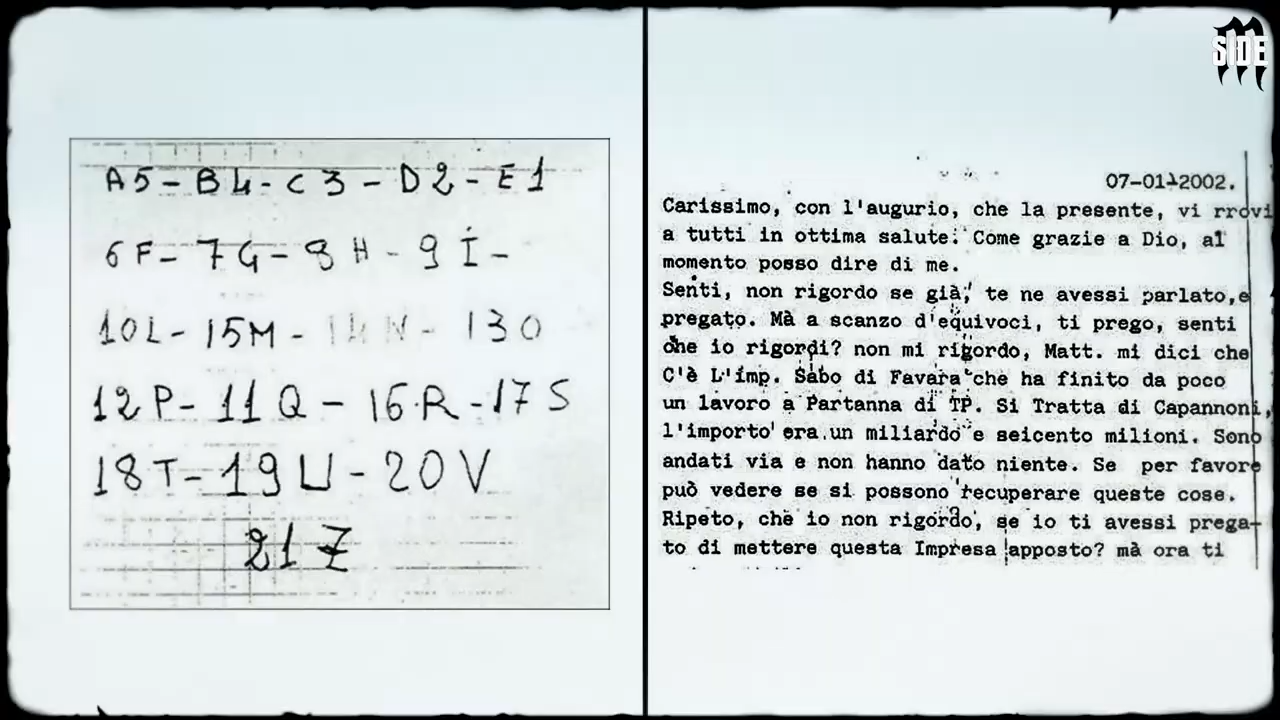 A5-B4-C3-D2-E1
6F-7G-8H-9I-
10L-15M-14N-13O
12P-11Q-16R-17S
18T-19U-20V
21Z
07-01-2002.
Carissimo, con l'augurio, che la presente, vi rrovi
a tutti in ottima salute. Come grazie a Dio, al
momento posso dire di me.
Senti, non rigordo se già, te ne avessi parlato,e
pregato. Mà a scanzo d'equivoci, ti prego, senti
che io rigordi? non mi rigordo, Matt. mi dici che
C'è L'imp. Sabo di Favara che ha finito da poco
un lavoro a Partanna di TP. Si Tratta di Capannoni,
l'importo era un miliardo e seicento milioni. Sono
andati via e non hanno dato niente. Se per favore
può vedere se si possono recuperare queste cose.
Ripeto, che io non rigordo, se io ti avessi prega-
to di mettere questa Impresa apposto? mà ora ti
SIDE